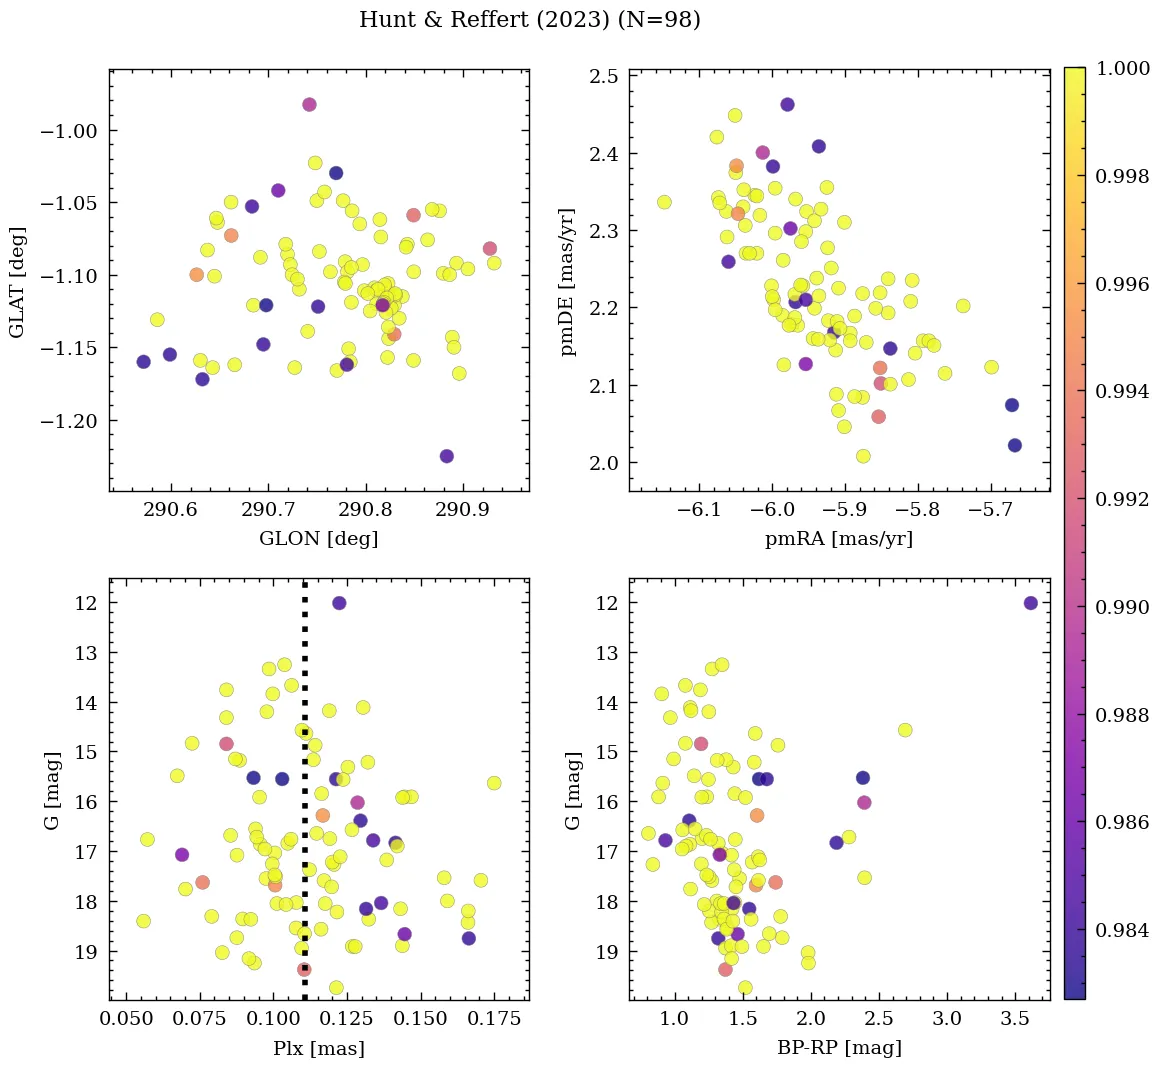 Hunt & Reffert (2023) (N=98)
−1.00
−1.05
−1.10
−1.15
−1.20
GLAT [deg]
290.6 290.7 290.8 290.9
GLON [deg]
2.5
2.4
2.3
2.2
2.1
2.0
pmDE [mas/yr]
−6.1 −6.0 −5.9 −5.8 −5.7
pmRA [mas/yr]
1.000
0.998
0.996
0.994
0.992
0.990
0.988
0.986
0.984
12
13
14
15
16
17
18
19
G [mag]
0.050 0.075 0.100 0.125 0.150 0.175
Plx [mas]
12
13
14
15
16
17
18
19
G [mag]
1.0 1.5 2.0 2.5 3.0 3.5
BP-RP [mag]